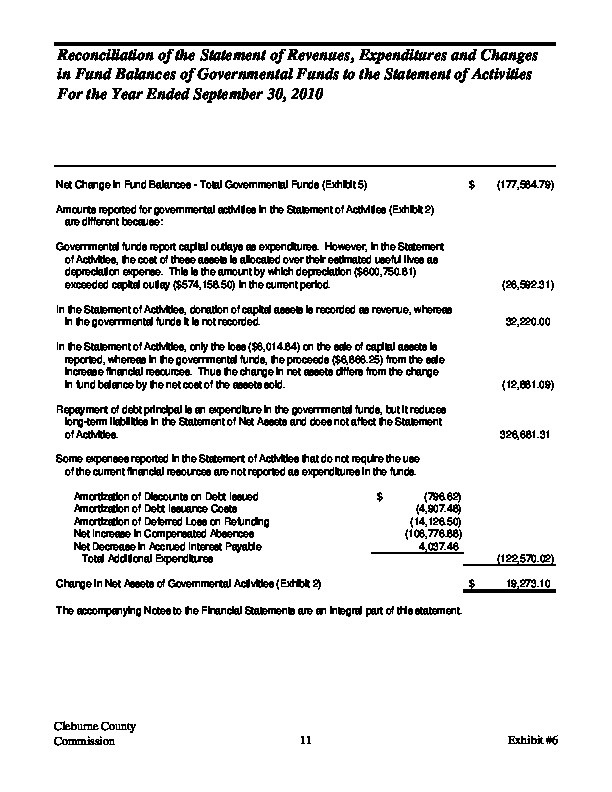 Reconciliation of the Statement of Revenues, Expenditures and Changes
in Fund Balances of Governmental Funds to the Statement of Activities
For the Year Ended September 30, 2010
Net Change in Fund Balances - Total Governmental Funds (Exhibit 5) $ (177,584.79)
Amounts reported for governmental activities in the Statement of Activities (Exhibit 2)
are different because:
Governmental funds report capital outlays as expenditures. However, in the Statement
of Activities, the cost of these assets is allocated over their estimated useful lives as
depreciation expense. This is the amount by which depreciation ($600,750.81)
exceeded capital outlay ($574,158.50) in the current period. (26,592.31)
In the Statement of Activities, donation of capital assets is recorded as revenue, whereas
in the governmental funds it is not recorded. 32,220.00
In the Statement of Activities, only the loss ($6,014.84) on the sale of capital assets is
reported, whereas in the governmental funds, the proceeds ($6,866.25) from the sale
increase financial resources. Thus the change in net assets differs from the change
in fund balance by the net cost of the assets sold. (12,881.09)
Repayment of debt principal is an expenditure in the governmental funds, but it reduces
long-term liabilities in the Statement of Net Assets and does not affect the Statement
of Activities. 326,681.31
Some expenses reported in the Statement of Activities that do not require the use
of the current financial resources are not reported as expenditures in the funds.
Amortization of Discounts on Debt Issued $ (796.62)
Amortization of Debt Issuance Costs (4,907.48)
Amortization of Deferred Loss on Refunding (14,126.50)
Net Increase in Compensated Absences (106,776.88)
Net Decrease in Accrued Interest Payable 4,037.46
Total Additional Expenditures (122,570.02)
Change in Net Assets of Governmental Activities (Exhibit 2) $ 19,273.10
The accompanying Notes to the Financial Statements are an integral part of this statement.
Cleburne County
Commission 11 Exhibit #6